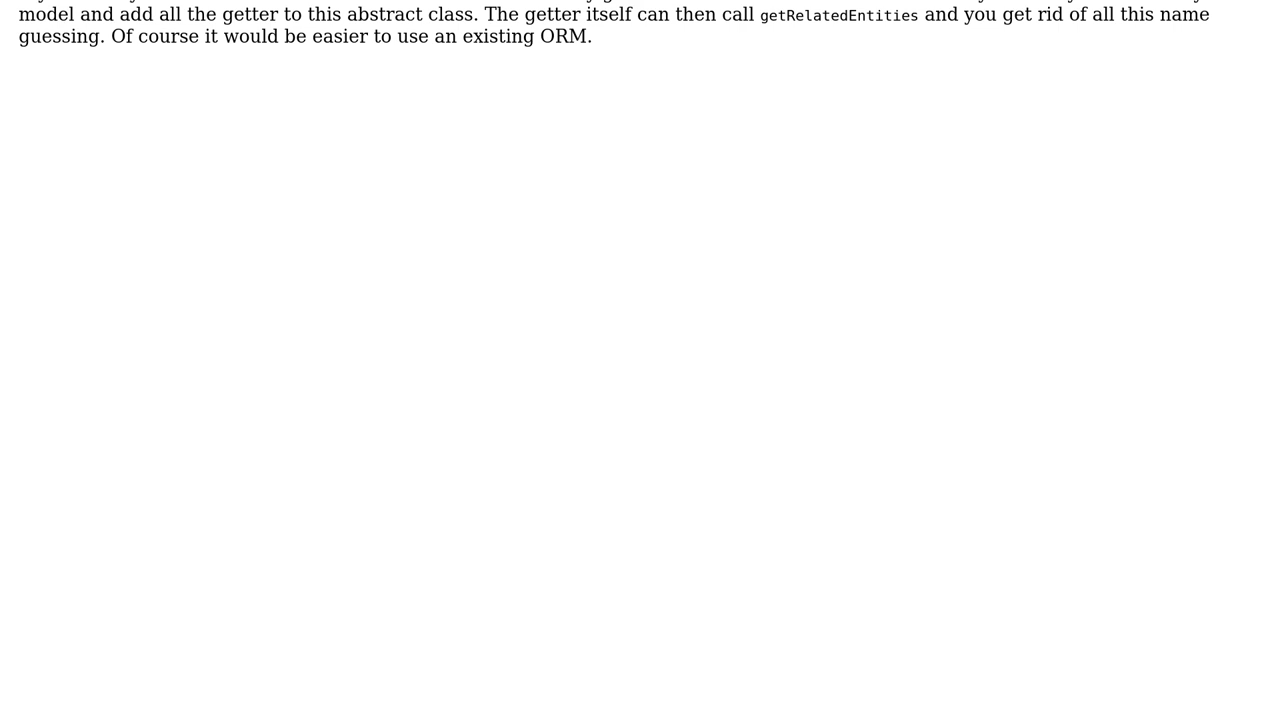 model and add all the getter to this abstract class. The getter itself can then call getRelatedEntities and you get rid of all this name
guessing. Of course it would be easier to use an existing ORM.